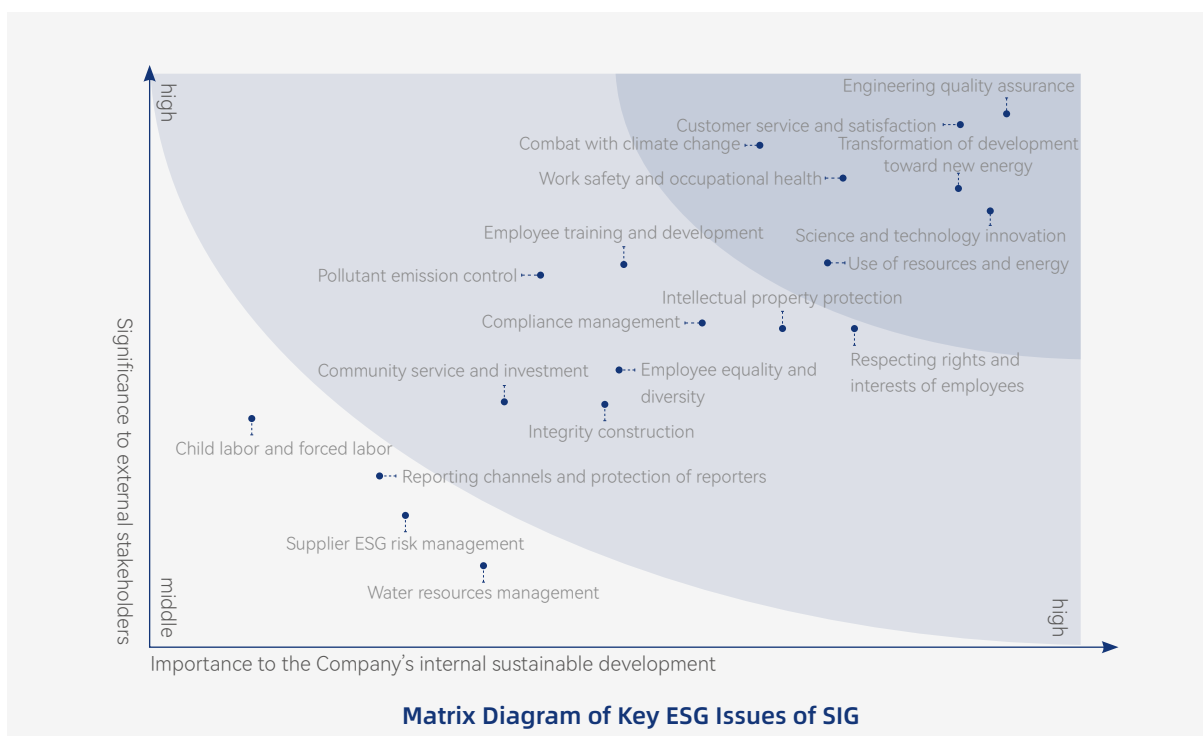 high
Engineering quality assurance
Customer service and satisfaction
Combat with climate change
Transformation of development
toward new energy
Work safety and occupational health
Employee training and development
Science and technology innovation
Pollutant emission control
Use of resources and energy
Intellectual property protection
Compliance management
Respecting rights and
interests of employees
Community service and investment
Employee equality and
diversity
Integrity construction
Child labor and forced labor
Reporting channels and protection of reporters
Supplier ESG risk management
Water resources management
Significance to external stakeholders
middle
high
Importance to the Company’s internal sustainable development
Matrix Diagram of Key ESG Issues of SIG